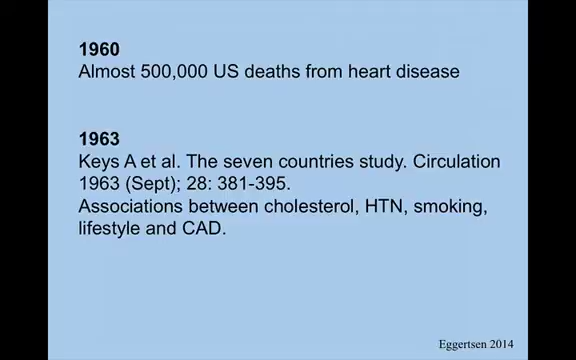 1960
Almost 500,000 US deaths from heart disease
1963
Keys A et al. The seven countries study. Circulation
1963 (Sept); 28: 381-395.
Associations between cholesterol, HTN, smoking,
lifestyle and CAD.
Eggertsen 2014